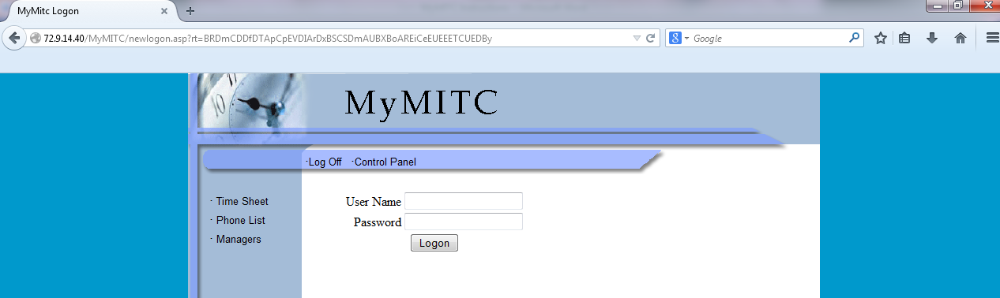 MyMitc Logon
72.9.14.40/MyMITC/newlogon.asp?rt=BRDmCDDfDTApCpEVDIArDxBSCSDmAUBXBoAREiCeEUEEETCUEDBy
Google
10
MyMITC
·Log Off ·Control Panel
· Time Sheet
· Phone List
· Managers
User Name
Password
Logon